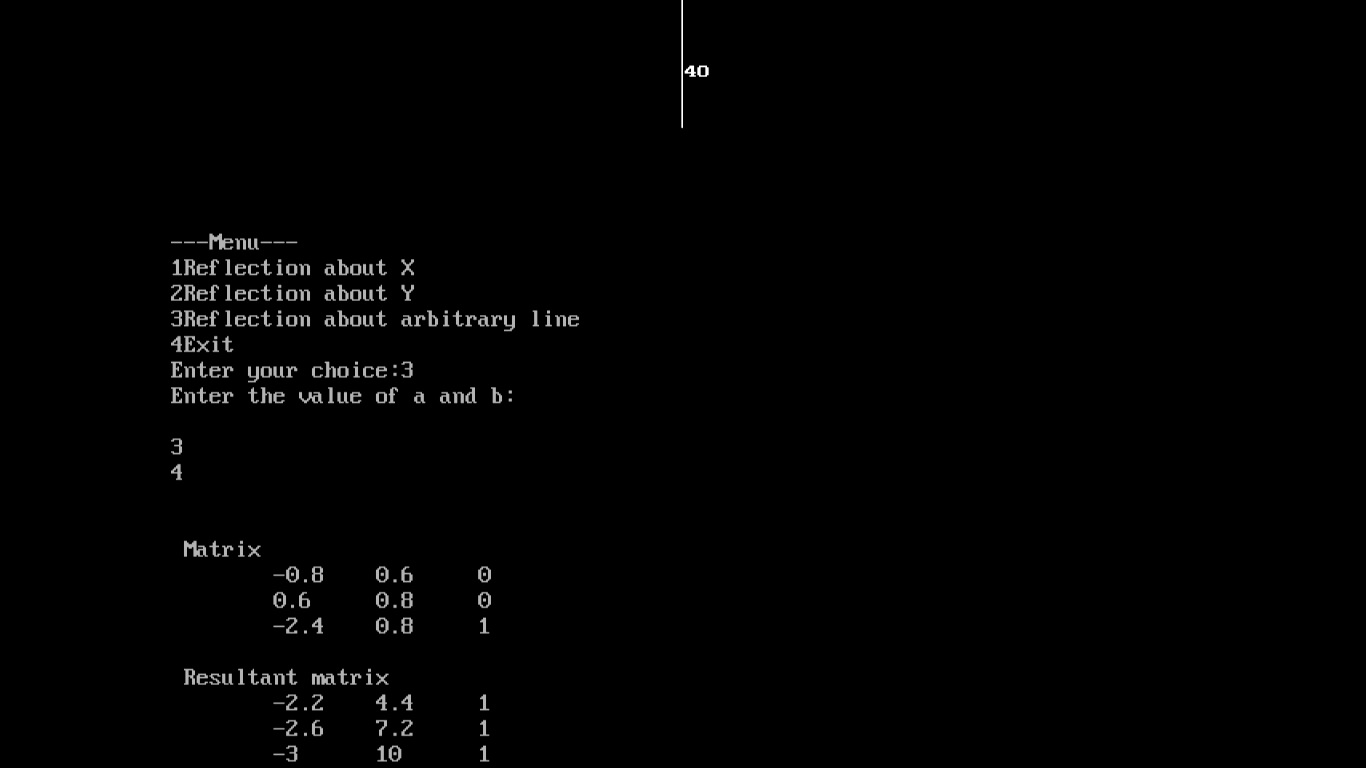 40
---Menu---
1Reflection about X
2Reflection about Y
3Reflection about arbitrary line
4Exit
Enter your choice:3
Enter the value of a and b:
3
4
Matrix
-0.8 0.6 0
0.6 0.8 0
-2.4 0.8 1
Resultant matrix
-2.2 4.4 1
-2.6 7.2 1
-3 10 1